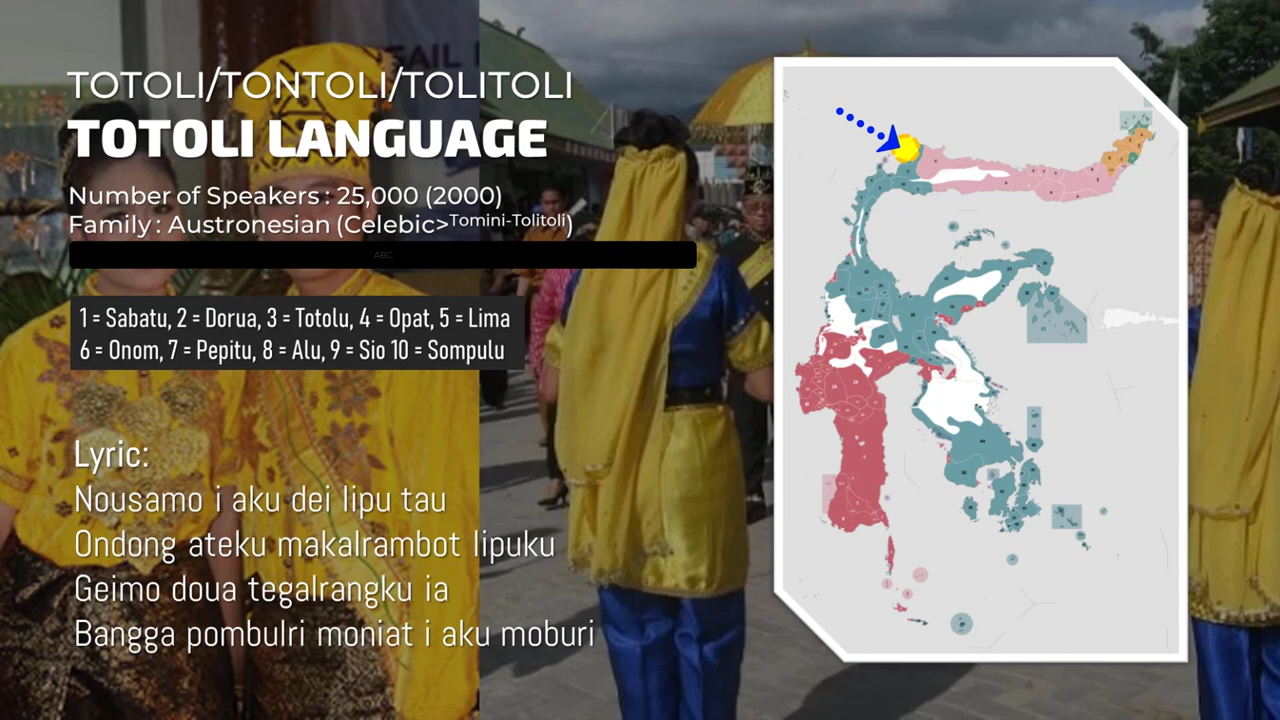 TOTOLI/TONTOLI/TOLITOLI
TOTOLI LANGUAGE
Number of Speakers : 25,000 (2000)
Family : Austronesian (Celebic>Tomini-Tolitoli)
ABC
1 = Sabatu, 2 = Dorua, 3 = Totolu, 4 = Opat, 5 = Lima
6 = Onom, 7 = Pepitu, 8 = Alu, 9 = Sio 10 = Sompulu
Lyric:
Nousamo i aku dei lipu tau
Ondong ateku makalrambot lipuku
Geimo doua tegalrangku ia
Bangga pombulri moniat i aku moburi